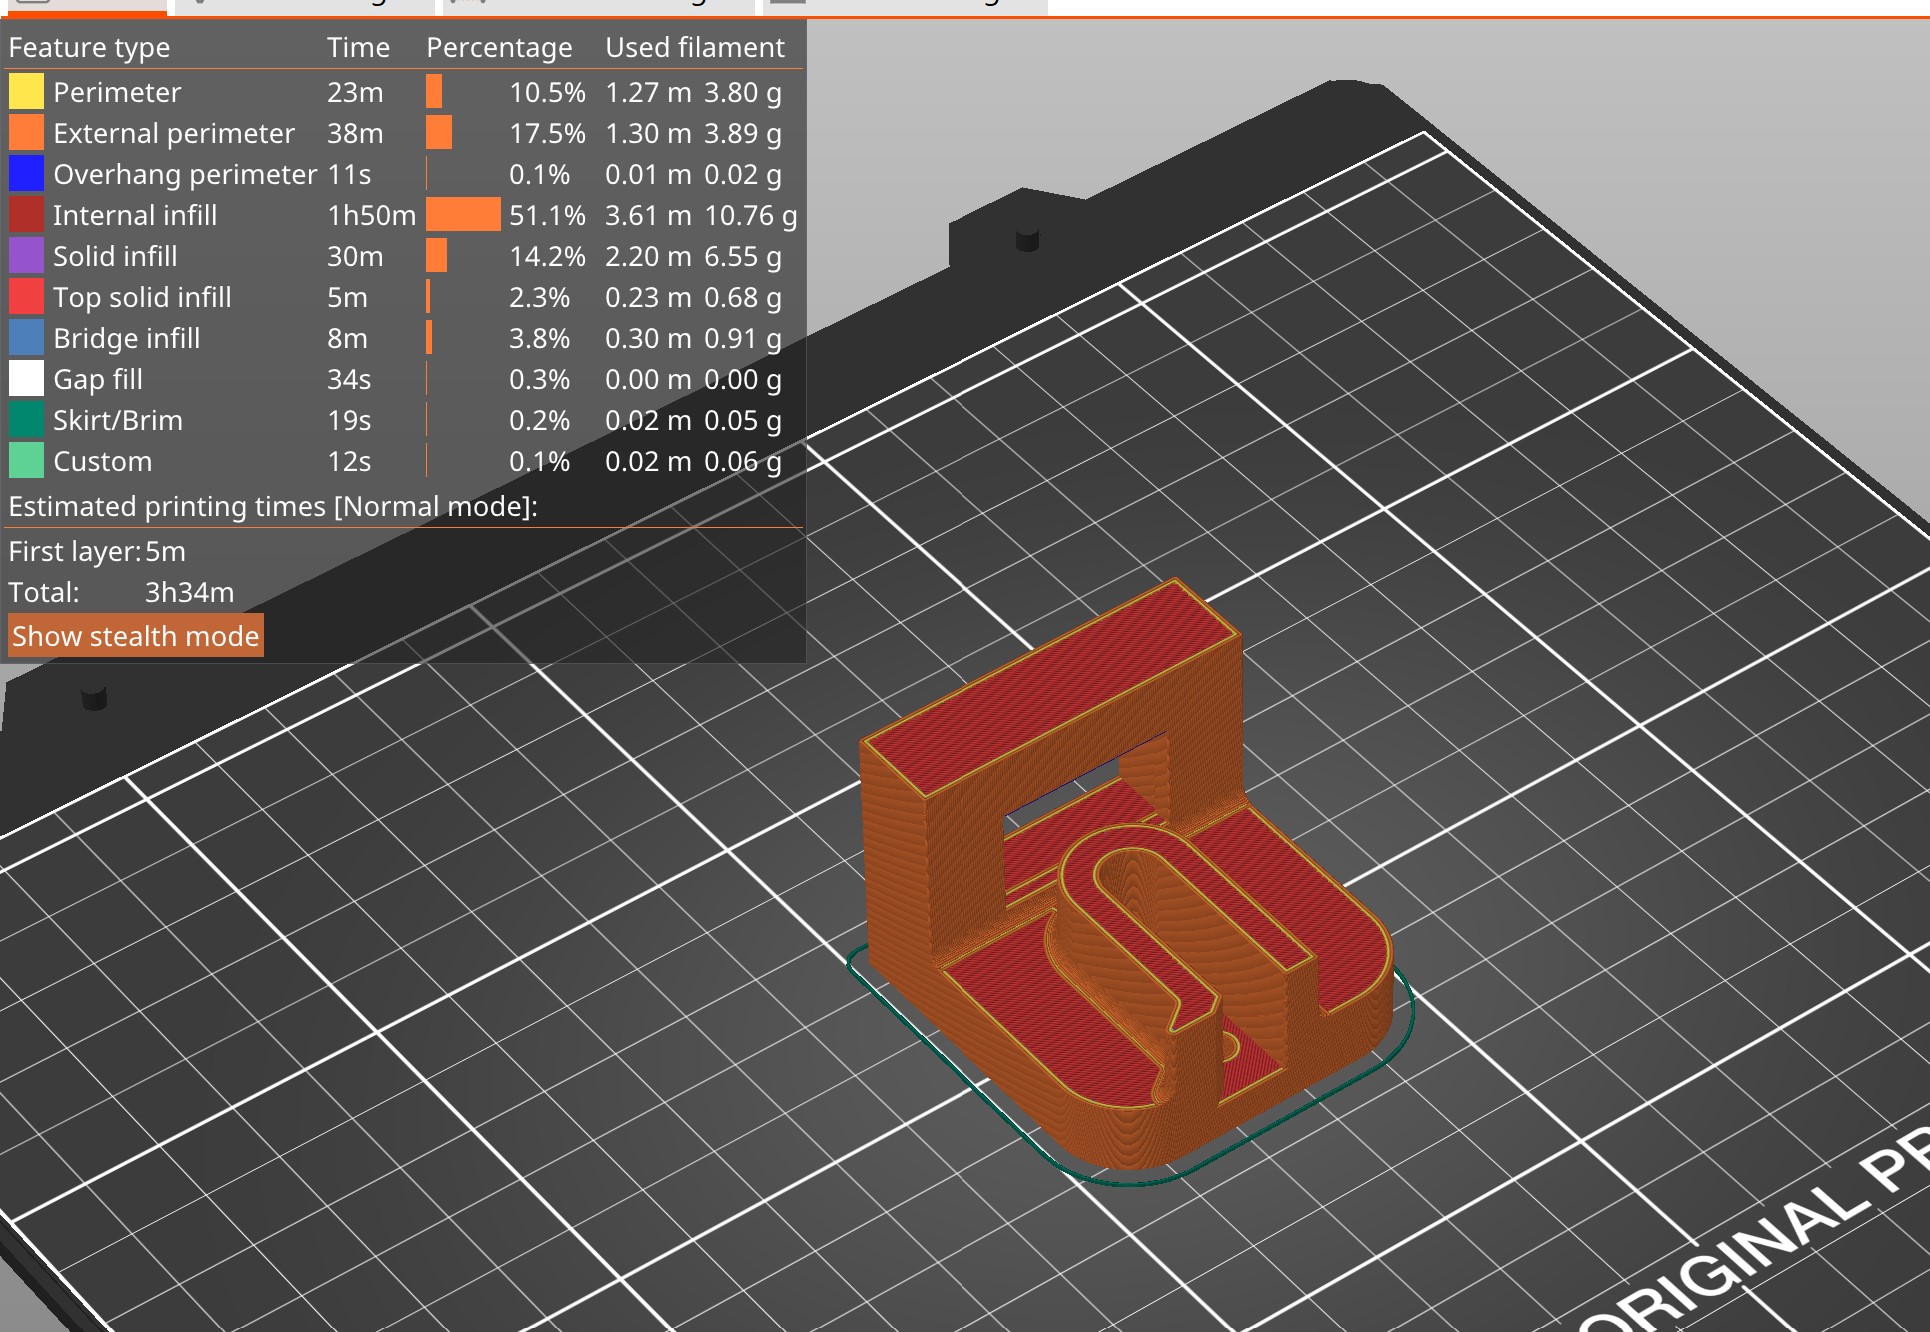 Feature type Time Percentage Used filament
Perimeter 23m 10.5% 1.27 m 3.80 g
External perimeter 38m 17.5% 1.30 m 3.89 g
Overhang perimeter 11s 0.1% 0.01 m 0.02 g
Internal infill 1h50m 51.1% 3.61 m 10.76 g
Solid infill 30m 14.2% 2.20 m 6.55 g
Top solid infill 5m 2.3% 0.23 m 0.68 g
Bridge infill 8m 3.8% 0.30 m 0.91 g
Gap fill 34s 0.3% 0.00 m 0.00 g
Skirt/Brim 19s 0.2% 0.02 m 0.05 g
Custom 12s 0.1% 0.02 m 0.06 g
Estimated printing times [Normal mode]:
First layer: 5m
Total: 3h34m
Show stealth mode
ORIGINAL PR